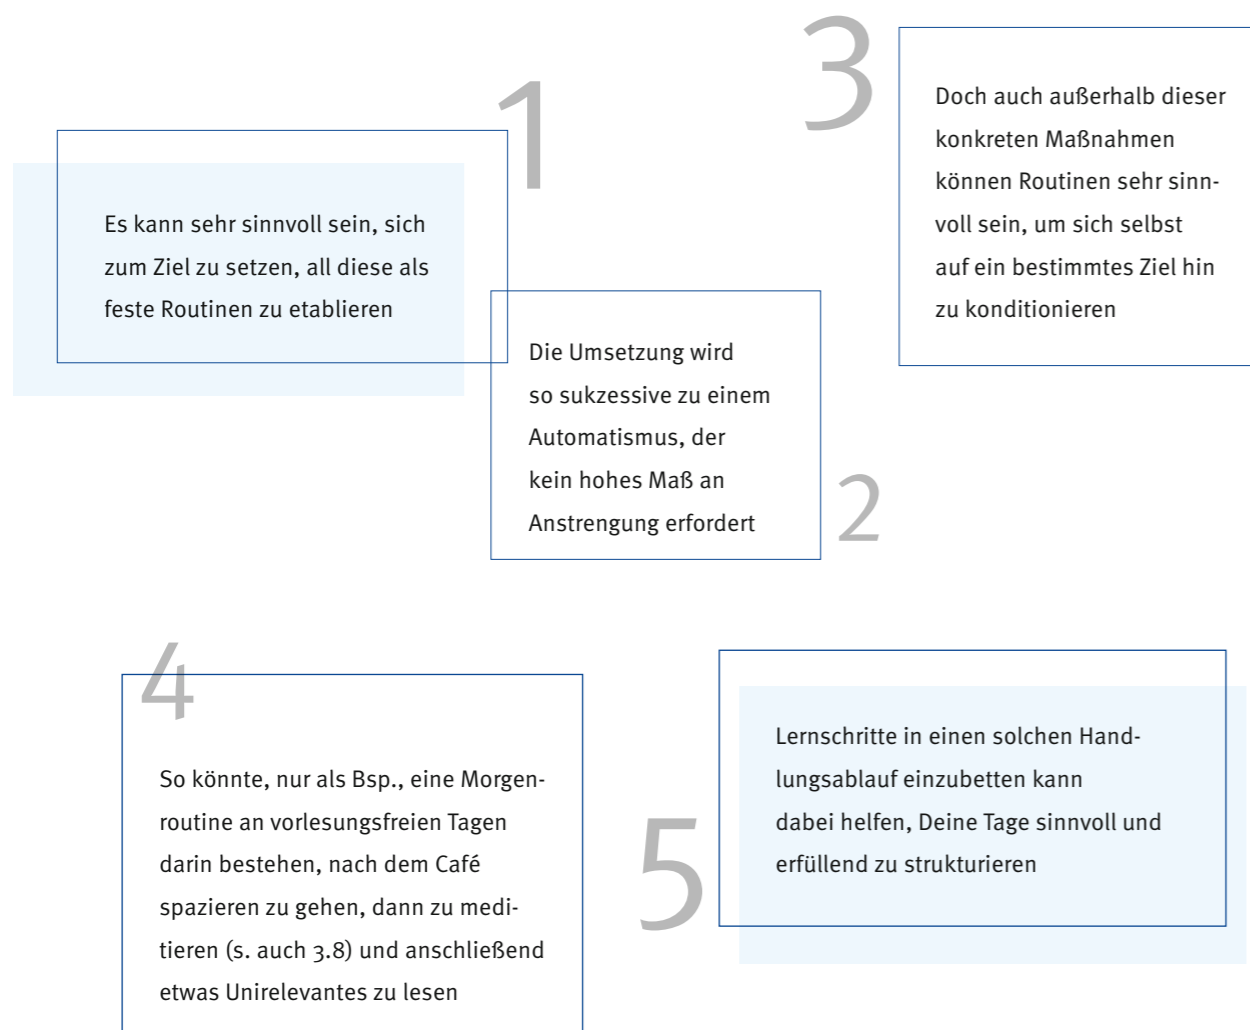 1
Es kann sehr sinnvoll sein, sich
zum Ziel zu setzen, all diese als
feste Routinen zu etablieren
Die Umsetzung wird
so sukzessive zu einem
Automatismus, der
kein hohes Maß an
Anstrengung erfordert
2
3
Doch auch außerhalb dieser
konkreten Maßnahmen
können Routinen sehr sinn-
voll sein, um sich selbst
auf ein bestimmtes Ziel hin
zu konditionieren
4
So könnte, nur als Bsp., eine Morgen-
routine an vorlesungsfreien Tagen
darin bestehen, nach dem Café
spazieren zu gehen, dann zu medi-
tieren (s. auch 3.8) und anschließend
etwas Unirelevantes zu lesen
5
Lernschritte in einen solchen Hand-
lungsablauf einzubetten kann
dabei helfen, Deine Tage sinnvoll und
erfüllend zu strukturieren